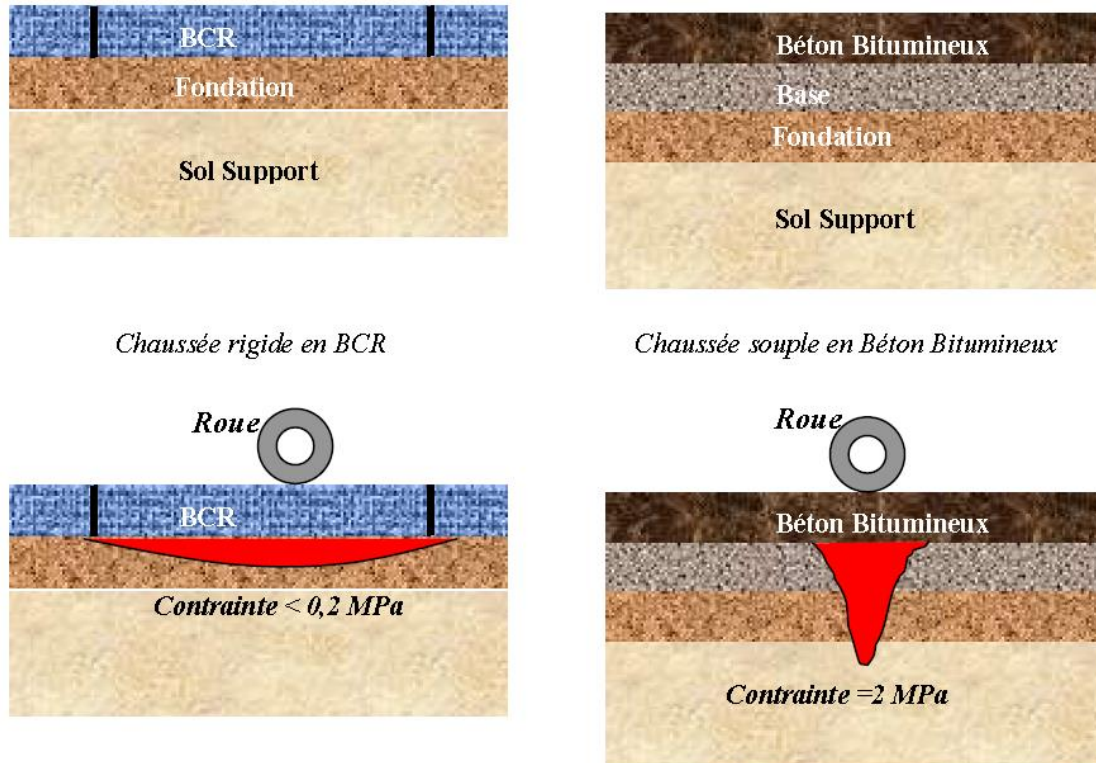 BCR
Fondation
Sol Support
Béton Bitumineux
Base
Fondation
Sol Support
Chaussée rigide en BCR
Chaussée souple en Béton Bitumineux
Roue
BCR
Contrainte < 0,2 MPa
Roue
Béton Bitumineux
Contrainte =2 MPa